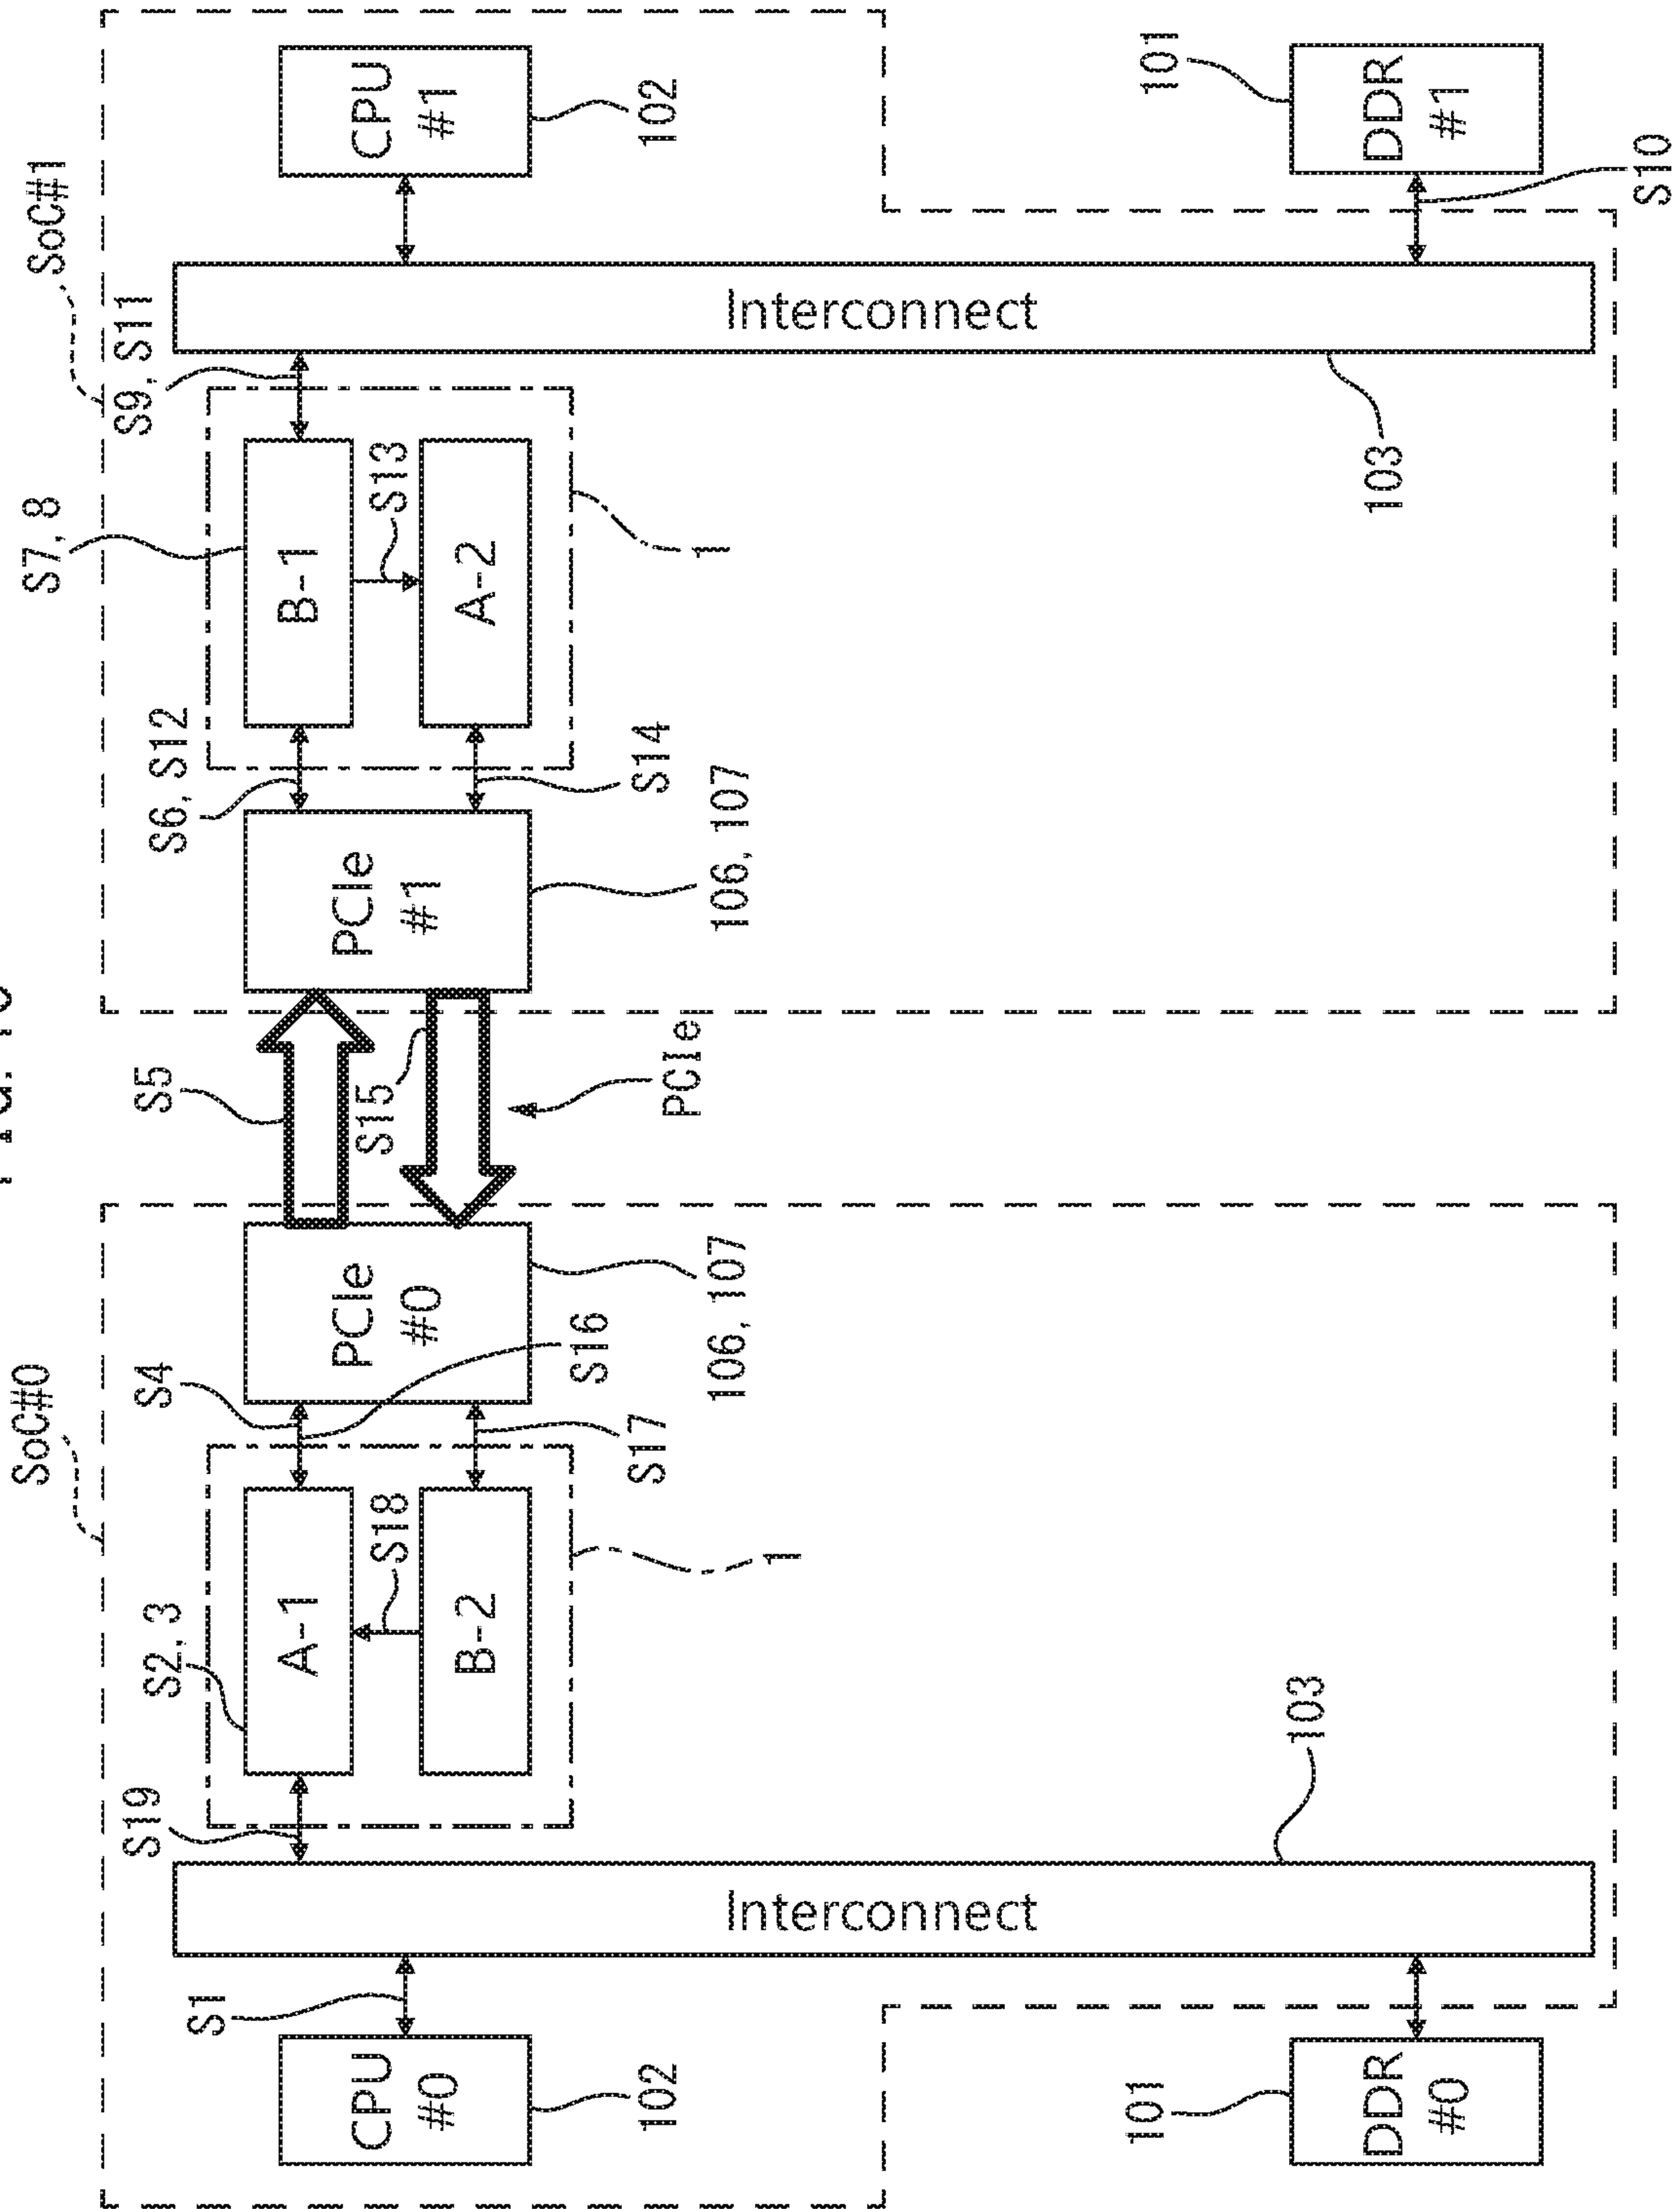 FIG.
SoC#0
SoC#1
S7, 8
S2, 3
S19
S4
S5
S6, S12
S9, S11
S1
CPU
#0
102
Interconnect
A-1
S18
B-2
S16
S17
1
PCIe
#0
106, 107
S15
PCIe
PCIe
#1
106, 107
S14
B-1
S13
A-2
1
Interconnect
CPU
#1
102
103
103
101
DDR
#0
101
DDR
#1
S10